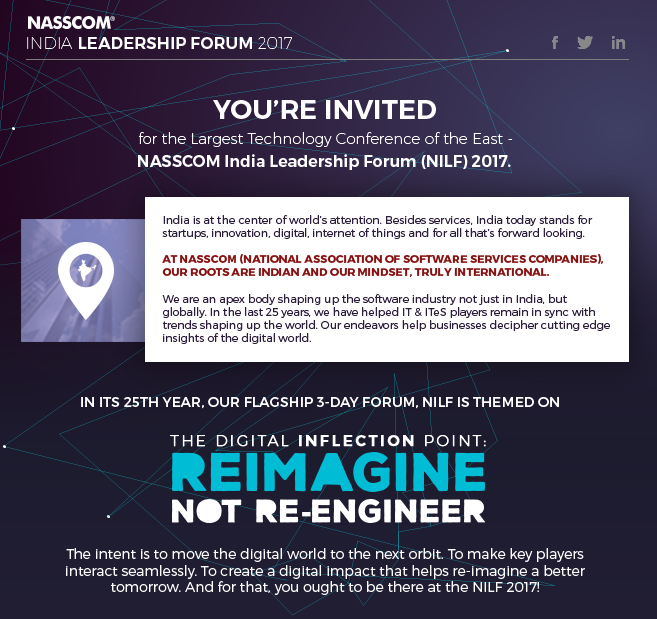 NASSCOM®
INDIA LEADERSHIP FORUM 2017
YOU'RE INVITED
for the Largest Technology Conference of the East -
NASSCOM India Leadership Forum (NILF) 2017.
India is at the center of world's attention. Besides services, India today stands for
startups, innovation, digital, internet of things and for all that's forward looking.
AT NASSCOM (NATIONAL ASSOCIATION OF SOFTWARE SERVICES COMPANIES),
OUR ROOTS ARE INDIAN AND OUR MINDSET, TRULY INTERNATIONAL.
We are an apex body shaping up the software industry not just in India, but
globally. In the last 25 years, we have helped IT & ITeS players remain in sync with
trends shaping up the world. Our endeavors help businesses decipher cutting edge
insights of the digital world.
IN ITS 25TH YEAR, OUR FLAGSHIP 3-DAY FORUM, NILF IS THEMED ON
THE DIGITAL INFLECTION POINT:
REIMAGINE
NOT RE-ENGINEER
The intent is to move the digital world to the next orbit. To make key players
interact seamlessly. To create a digital impact that helps re-imagine a better
tomorrow. And for that, you ought to be there at the NILF 2017!